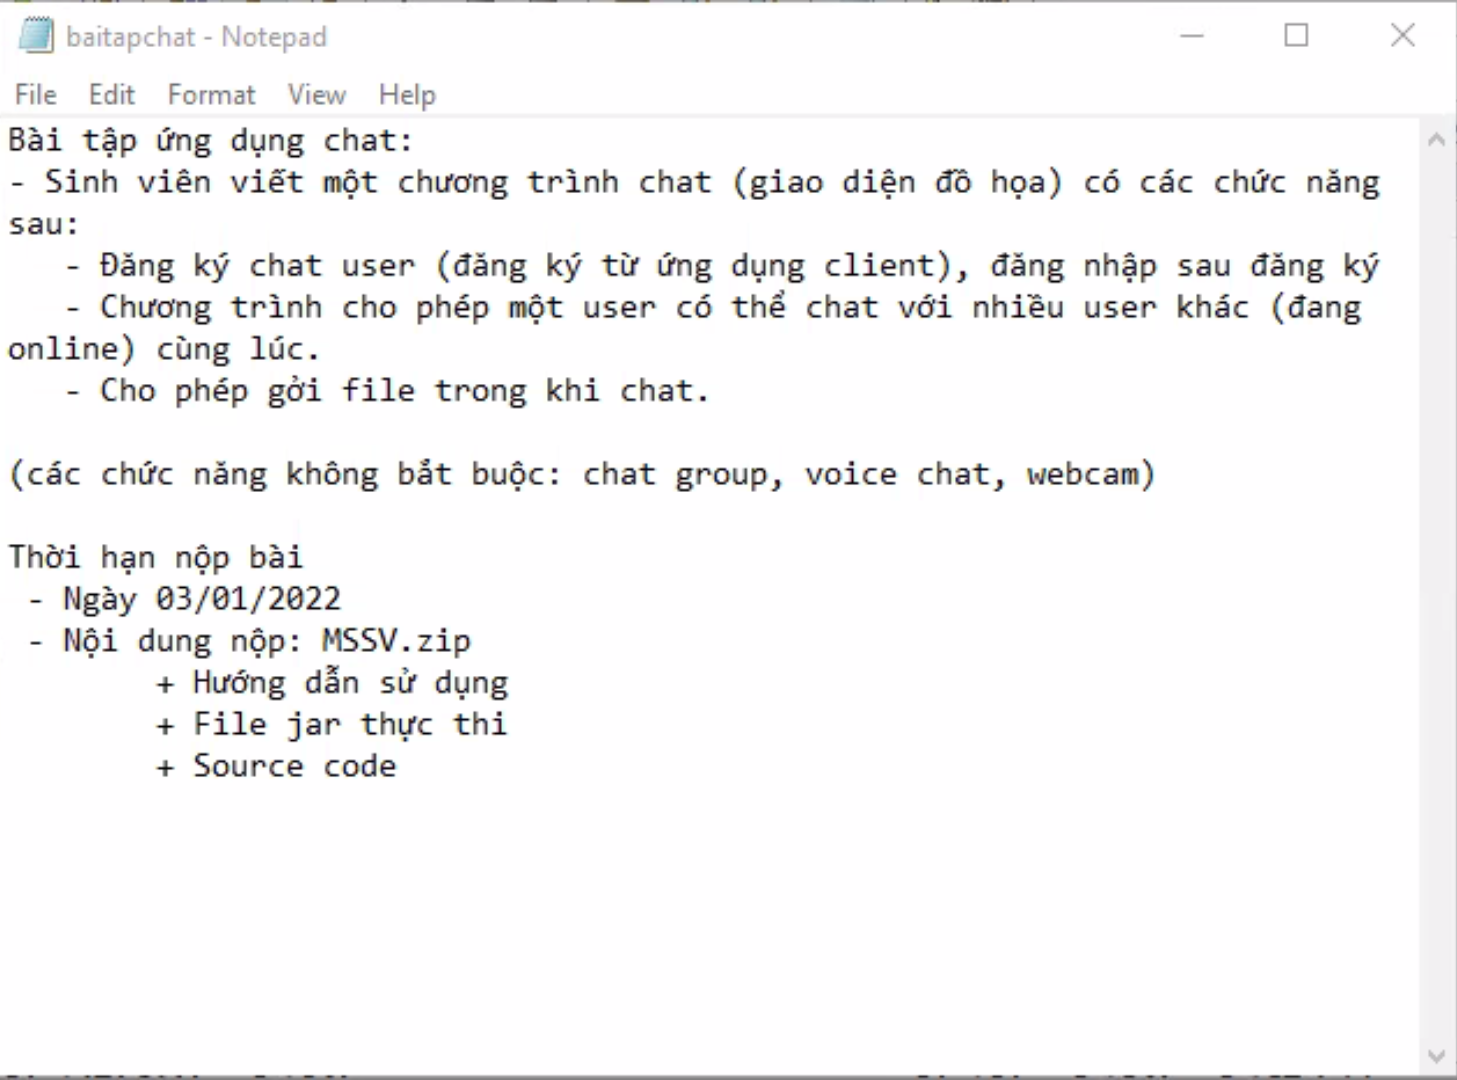 baitapchat - Notepad
File Edit Format View Help
Bài tập ứng dụng chat:
- Sinh viên viết một chương trình chat (giao diện đồ họa) có các chức năng
sau:
- Đăng ký chat user (đăng ký từ ứng dụng client), đăng nhập sau đăng ký
- Chương trình cho phép một user có thể chat với nhiều user khác (đang
online) cùng lúc.
- Cho phép gởi file trong khi chat.
(các chức năng không bắt buộc: chat group, voice chat, webcam)
Thời hạn nộp bài
- Ngày 03/01/2022
- Nội dung nộp: MSSV.zip
+ Hướng dẫn sử dụng
+ File jar thực thi
+ Source code